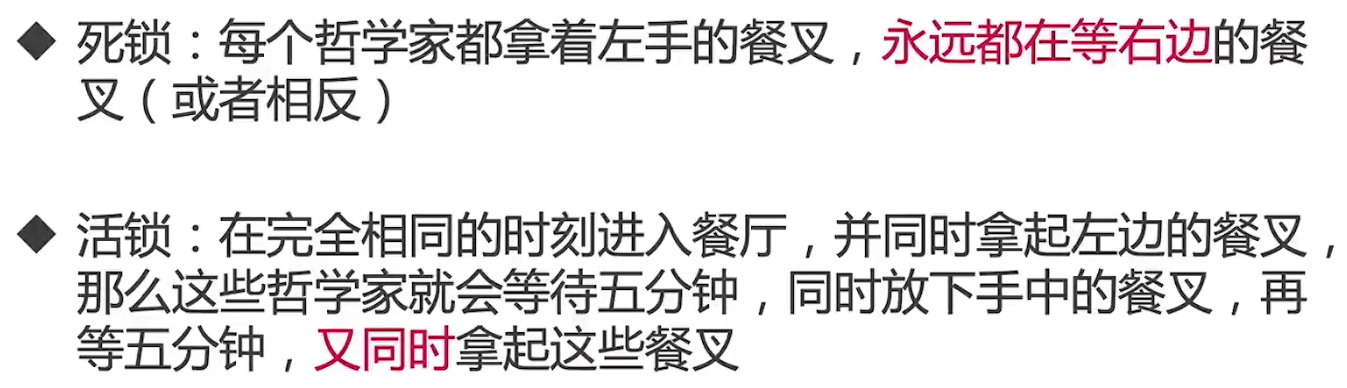 ◆ 死锁：每个哲学家都拿着左手的餐叉，永远都在等右边的餐
叉（或者相反）
◆ 活锁：在完全相同的时刻进入餐厅，并同时拿起左边的餐叉，
那么这些哲学家就会等待五分钟，同时放下手中的餐叉，再
等五分钟，又同时拿起这些餐叉